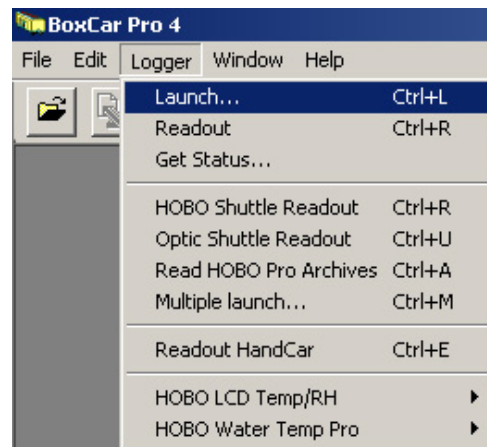 BoxCar Pro 4
File Edit Logger Window Help
Launch... Ctrl+L
Readout Ctrl+R
Get Status...
HOBO Shuttle Readout Ctrl+R
Optic Shuttle Readout Ctrl+U
Read HOBO Pro Archives Ctrl+A
Multiple launch... Ctrl+M
Readout HandCar Ctrl+E
HOBO LCD Temp/RH
HOBO Water Temp Pro